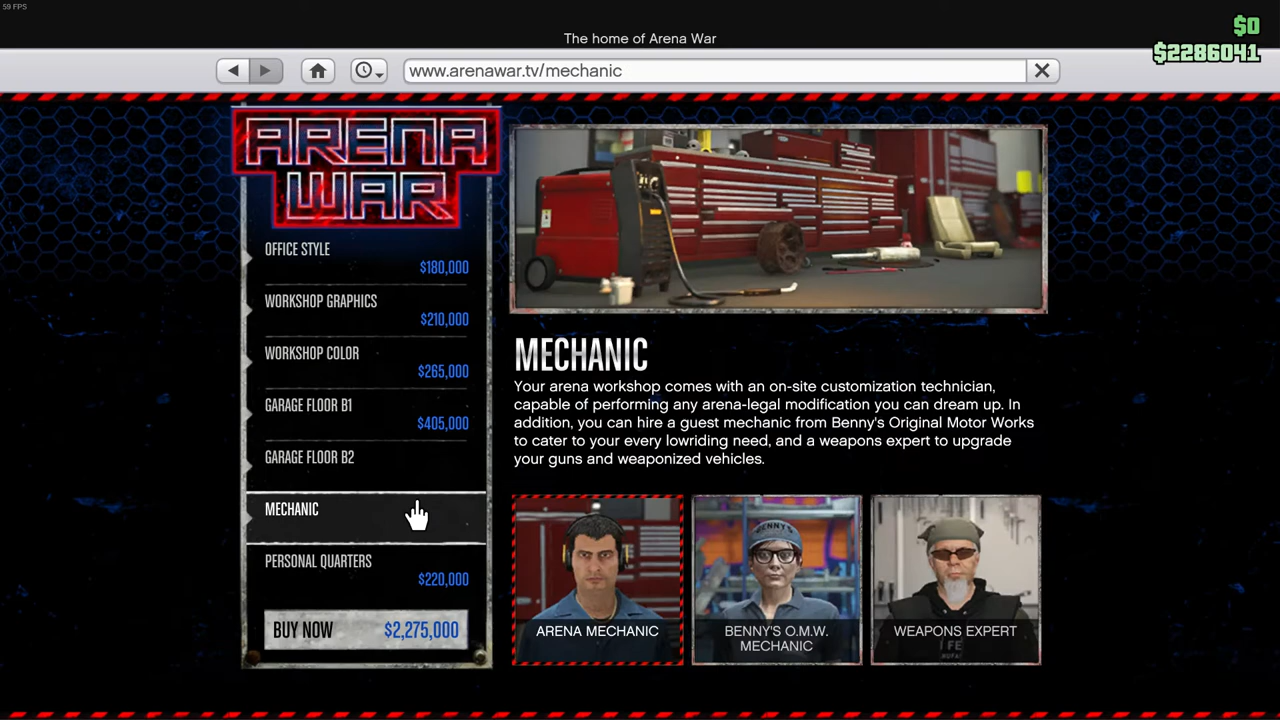 59 FPS
The home of Arena War
$0
$2286041
www.arenawar.tv/mechanic
ARENA
WAR
OFFICE STYLE
$180,000
WORKSHOP GRAPHICS
$210,000
WORKSHOP COLOR
$265,000
GARAGE FLOOR B1
$405,000
GARAGE FLOOR B2
MECHANIC
PERSONAL QUARTERS
$220,000
BUY NOW $2,275,000
MECHANIC
Your arena workshop comes with an on-site customization technician,
capable of performing any arena-legal modification you can dream up. In
addition, you can hire a guest mechanic from Benny's Original Motor Works
to cater to your every lowriding need, and a weapons expert to upgrade
your guns and weaponized vehicles.
ARENA MECHANIC
BENNY'S
BENNY'S O.M.W.
MECHANIC
WEAPONS EXPERT